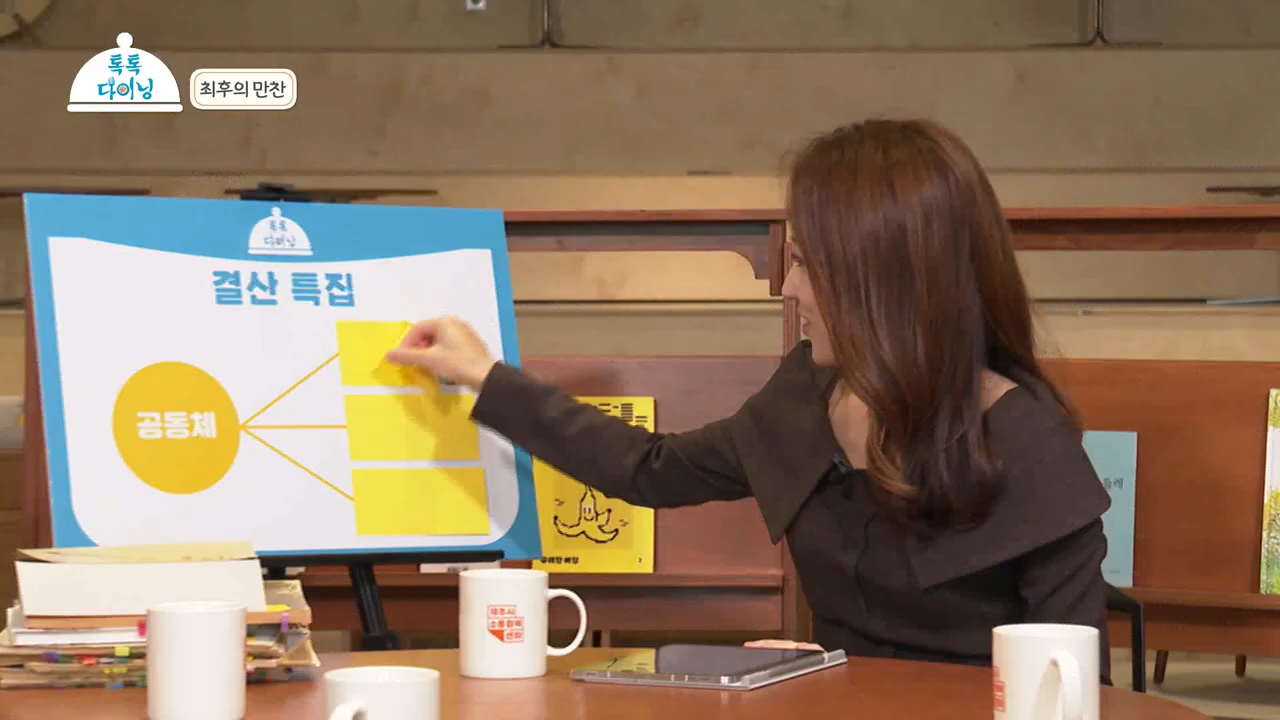 톡톡
다이닝
최후의 만찬
톡톡
다이닝
결산 특집
공동체